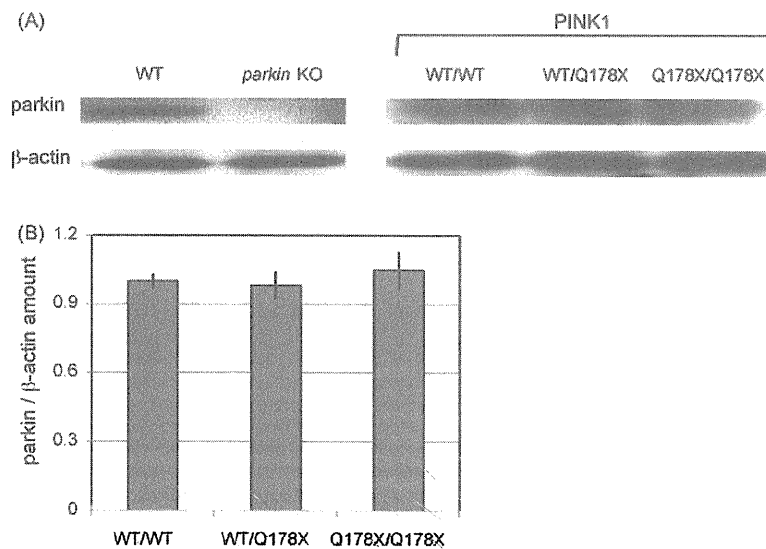 (A)
PINK1
WT parkin KO
WT/WT WT/Q178X Q178X/Q178X
parkin
β-actin
(B)
1.2
0.9
0.6
0.3
0
parkin / β-actin amount
WT/WT WT/Q178X Q178X/Q178X